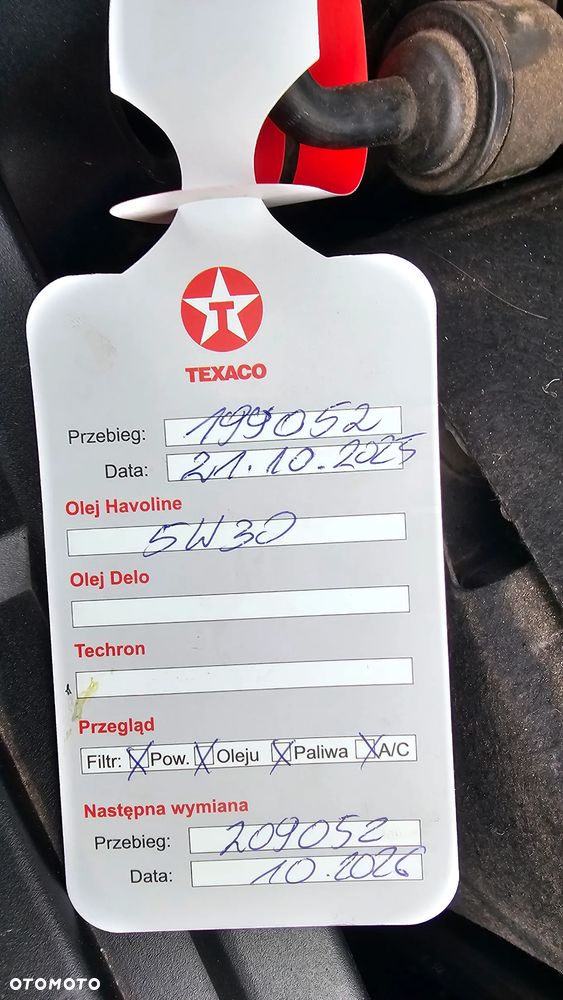 T
TEXACO
Przebieg: 199052
Data: 21.10.2025
Olej Havoline
5W30
Olej Delo
Techron
Przegląd
Filtr: X Pow. X Oleju X Paliwa X A/C
Następna wymiana
Przebieg: 209052
Data: 10.2026
OTOMOTO